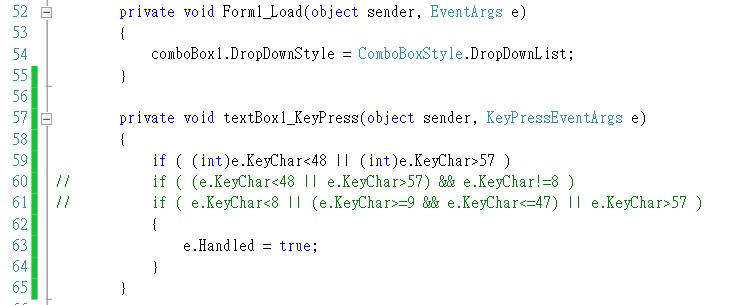 52 private void Form1_Load(object sender, EventArgs e)
53 {
54 comboBox1.DropDownStyle = ComboBoxStyle.DropDownList;
55 }
56
57 private void textBox1_KeyPress(object sender, KeyPressEventArgs e)
58 {
59 if ( (int)e.KeyChar<48 || (int)e.KeyChar>57 )
60 // if ( (e.KeyChar<48 || e.KeyChar>57) && e.KeyChar!=8 )
61 // if ( e.KeyChar<8 || (e.KeyChar>=9 && e.KeyChar<=47) || e.KeyChar>57 )
62 {
63 e.Handled = true;
64 }
65 }